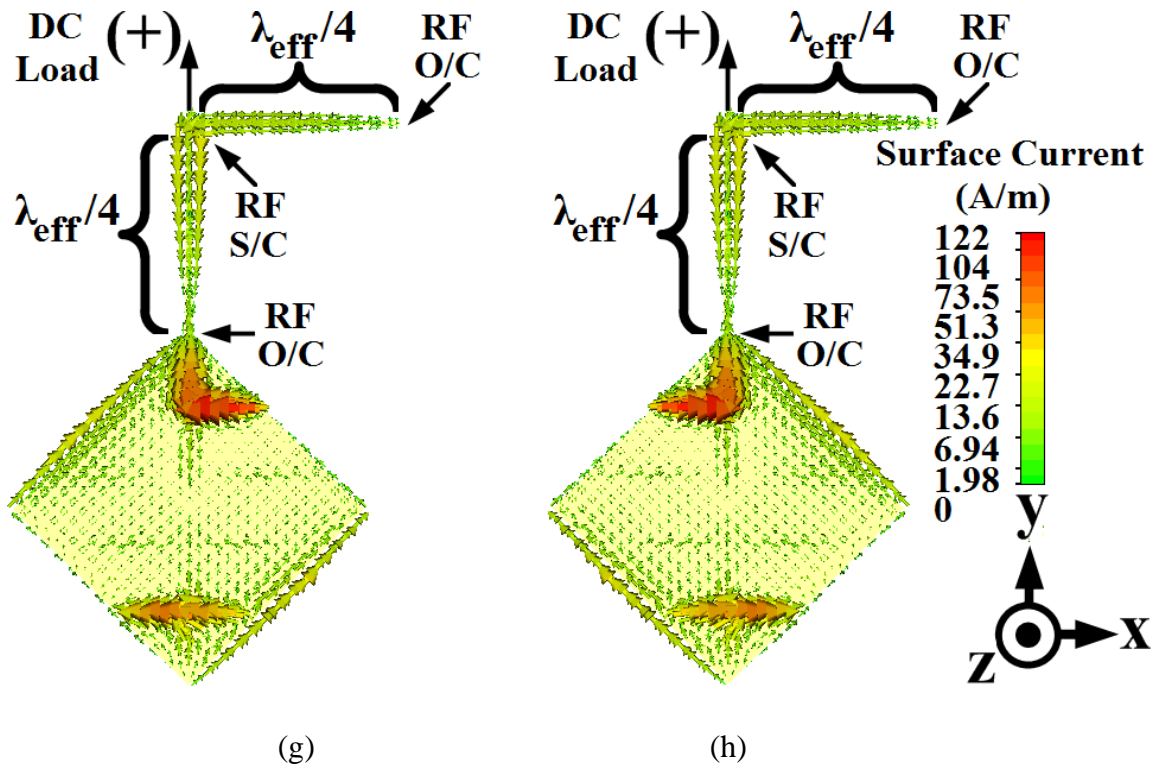 DC (+) λeff/4 RF
Load O/C
λeff/4
RF
S/C
RF
O/C
DC (+) λeff/4 RF
Load O/C
λeff/4
RF
S/C
RF
O/C
Surface Current
(A/m)
122
104
73.5
51.3
34.9
22.7
13.6
6.94
1.98
0
y
x
z
(g)
(h)